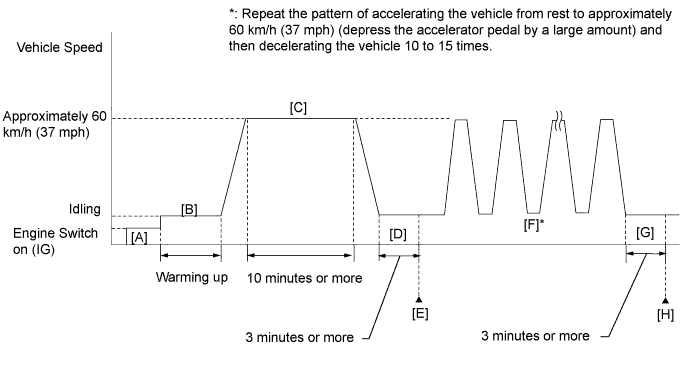 *: Repeat the pattern of accelerating the vehicle from rest to approximately
60 km/h (37 mph) (depress the accelerator pedal by a large amount) and
then decelerating the vehicle 10 to 15 times.
Vehicle Speed
Approximately 60
km/h (37 mph)
[C]
Idling
[B]
[F]*
Engine Switch
on (IG)
[A]
[D]
[G]
Warming up
10 minutes or more
[E]
[H]
3 minutes or more
3 minutes or more